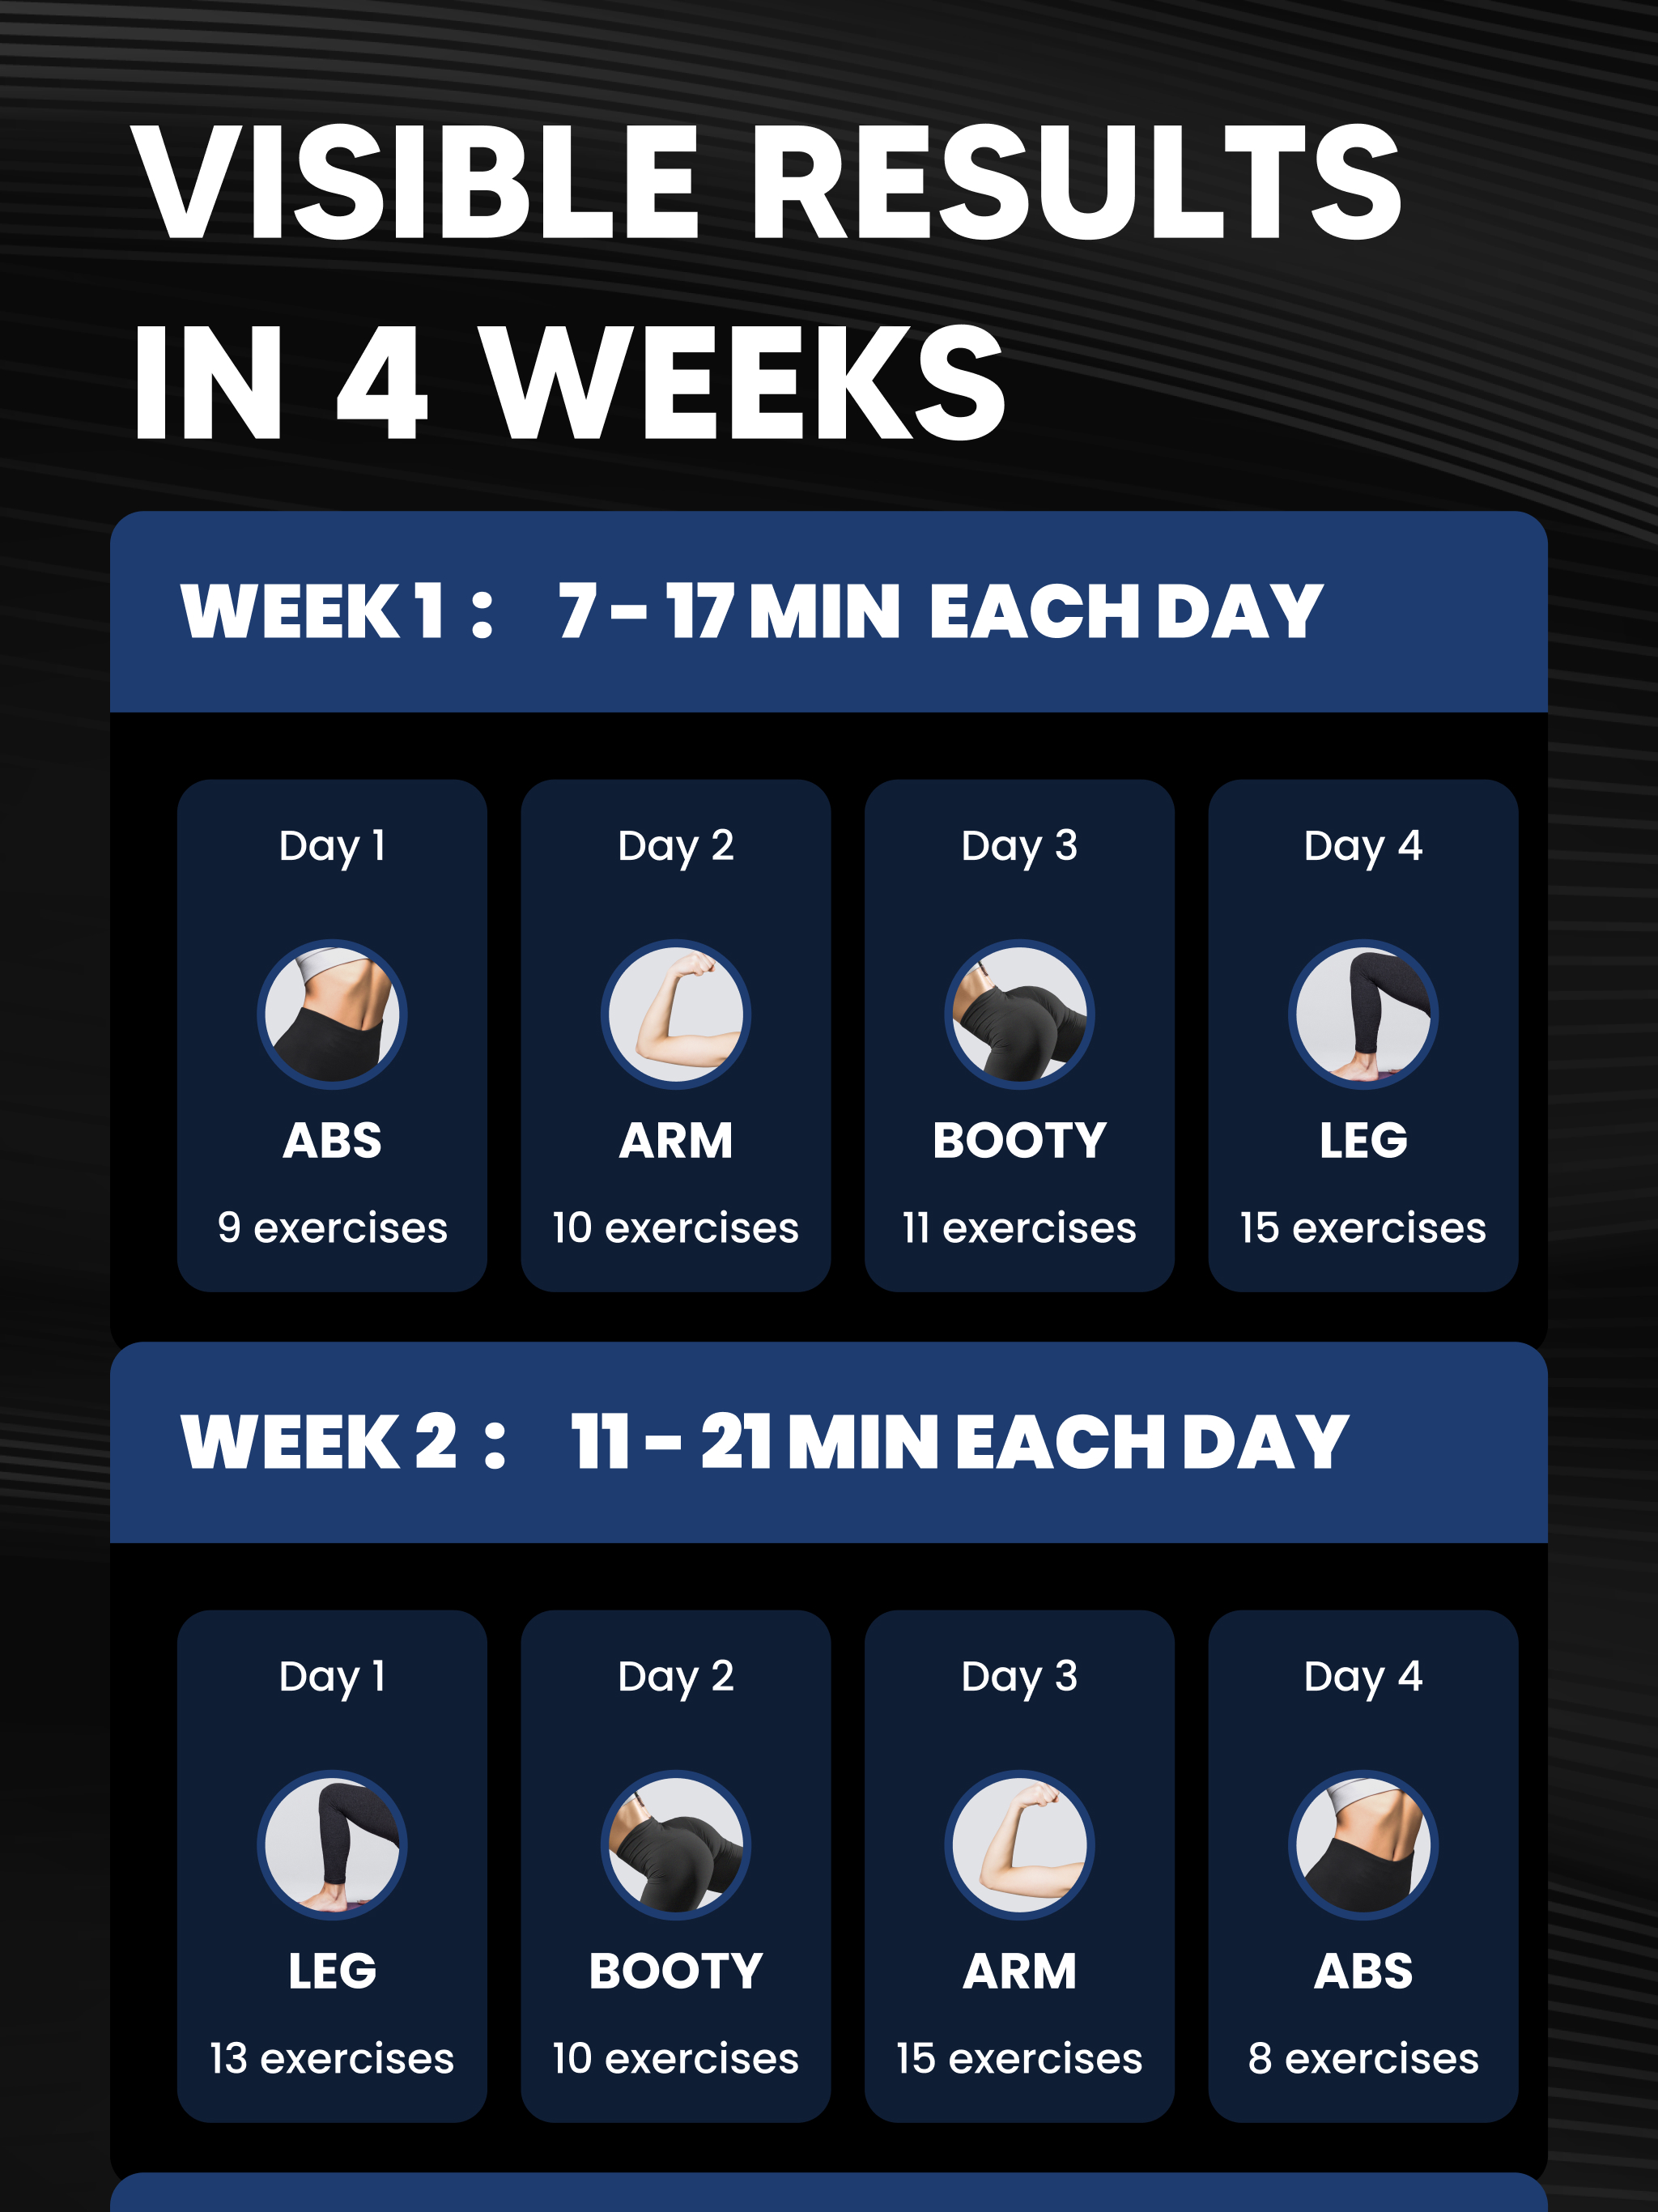 VISIBLE RESULTS
IN 4 WEEKS
WEEK 1 : 7 - 17 MIN EACH DAY
Day 1 Day 2 Day 3 Day 4
ABS ARM BOOTY LEG
9 exercises 10 exercises 11 exercises 15 exercises
WEEK 2 : 11 - 21 MIN EACH DAY
Day 1 Day 2 Day 3 Day 4
LEG BOOTY ARM ABS
13 exercises 10 exercises 15 exercises 8 exercises